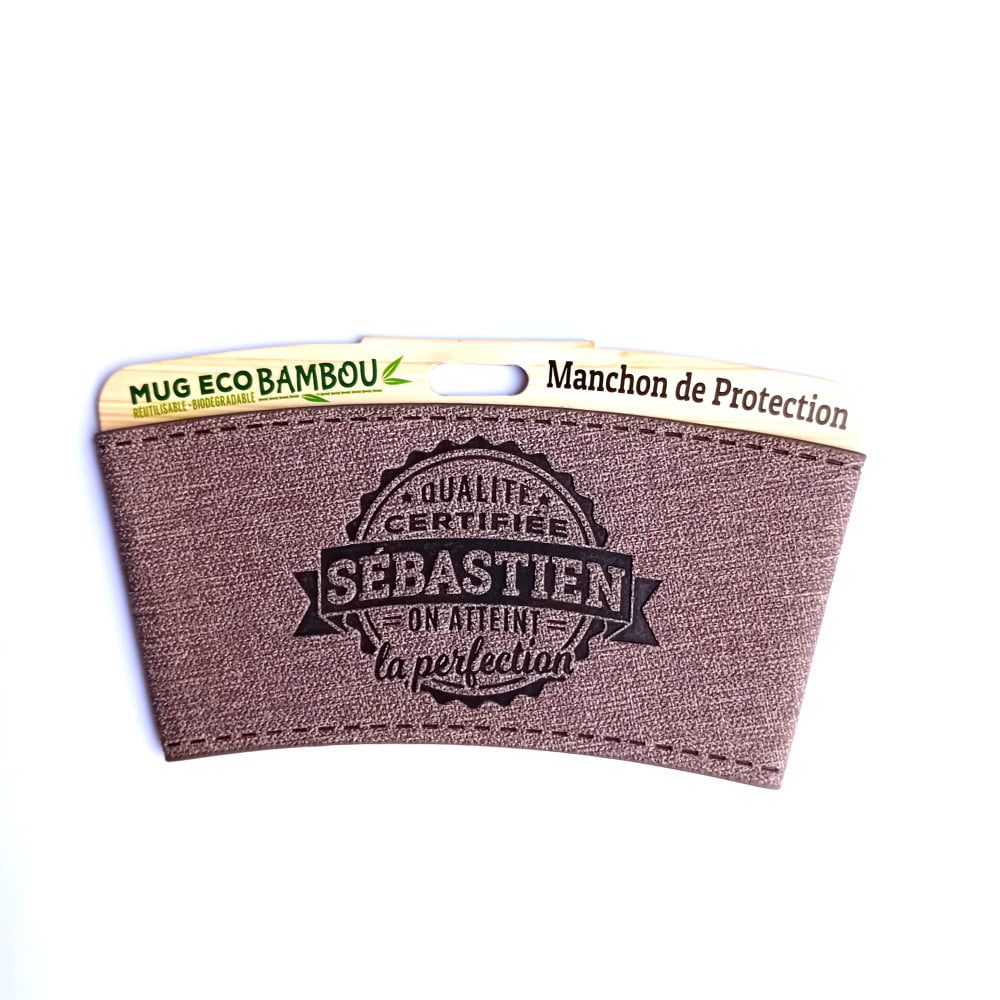 MUG ECO BAMBOU
RÉUTILISABLE - BIODÉGRADABLE
Manchon de Protection
QUALITÉ
CERTIFIÉE
SÉBASTIEN
ON ATTEINT
la perfection